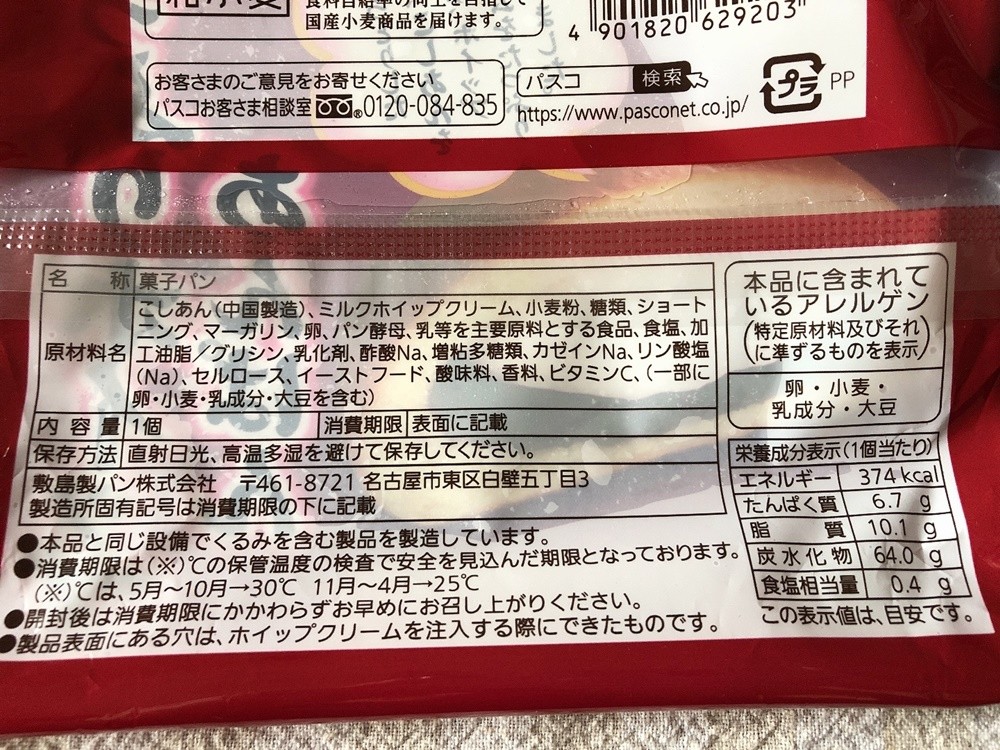 国産小麦商品を届けます。
4 901820 629203
お客さまのご意見をお寄せください
パスコお客さま相談室 ®0120-084-835
パスコ 検索
https://www.pasconet.co.jp/
プラ PP
名 称 菓子パン
原材料名 こしあん(中国製造)、ミルクホイップクリーム、小麦粉、糖類、ショート
ニング、マーガリン、卵、パン酵母、乳等を主要原料とする食品、食塩、加
工油脂/グリシン、乳化剤、酢酸Na、増粘多糖類、カゼインNa、リン酸塩
(Na)、セルロース、イーストフード、酸味料、香料、ビタミンC、(一部に
卵・小麦・乳成分・大豆を含む)
内 容 量 1個 消費期限 表面に記載
保存方法 直射日光、高温多湿を避けて保存してください。
敷島製パン株式会社 〒461-8721 名古屋市東区白壁五丁目3
製造所固有記号は消費期限の下に記載
●本品と同じ設備でくるみを含む製品を製造しています。
●消費期限は(※)℃の保管温度の検査で安全を見込んだ期限となっております。
(※)℃は、5月〜10月→30℃ 11月〜4月→25℃
●開封後は消費期限にかかわらずお早めにお召し上がりください。
●製品表面にある穴は、ホイップクリームを注入する際にできたものです。
本品に含まれて
いるアレルゲン
(特定原材料及びそれ
に準ずるものを表示)
卵・小麦・
乳成分・大豆
栄養成分表示(1個当たり)
エネルギー 374 kcal
たんぱく質 6.7 g
脂 質 10.1 g
炭水化物 64.0 g
食塩相当量 0.4 g
この表示値は、目安です。